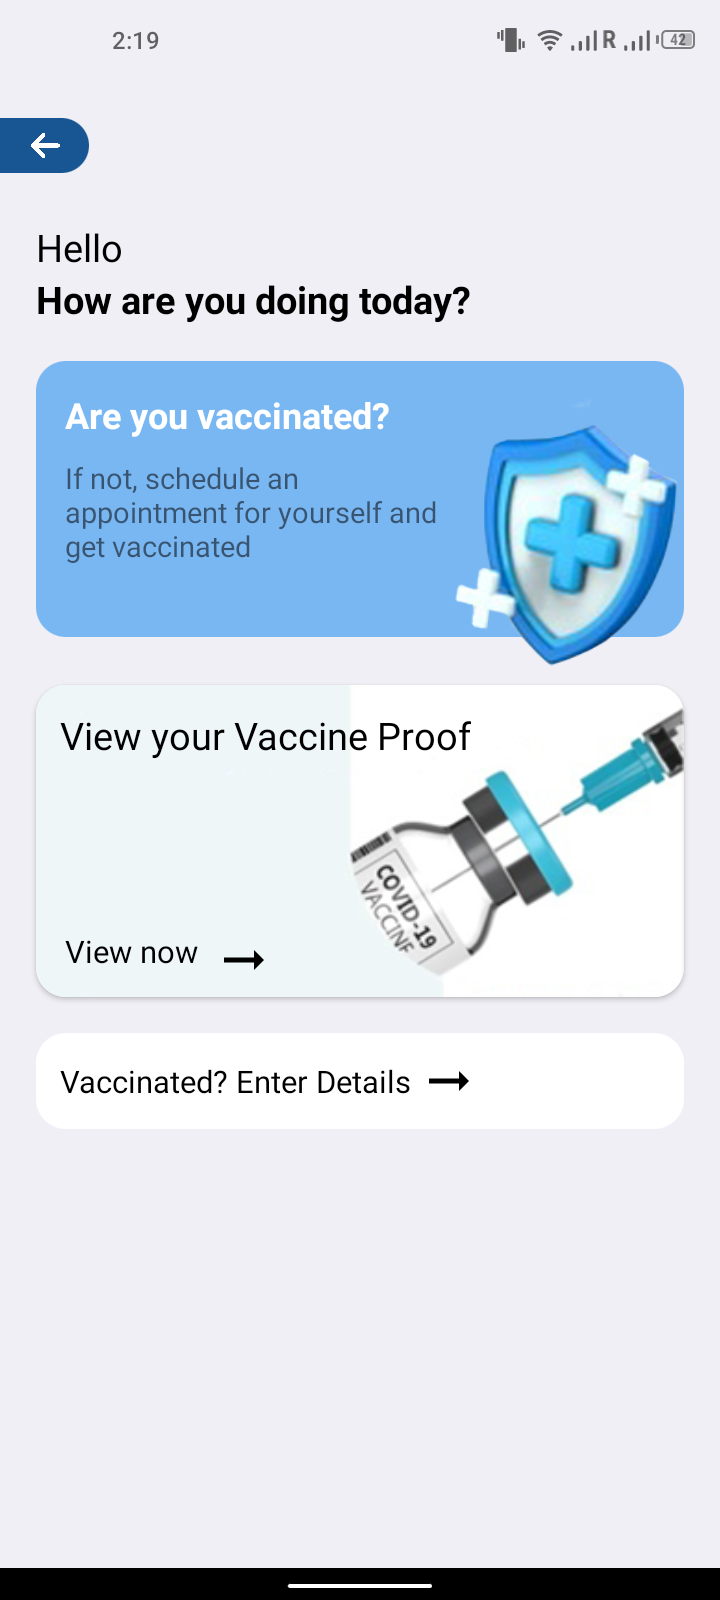 2:19
R
42
Hello
How are you doing today?
Are you vaccinated?
If not, schedule an
appointment for yourself and
get vaccinated
View your Vaccine Proof
COVID-19
VACCINE
View now
Vaccinated? Enter Details